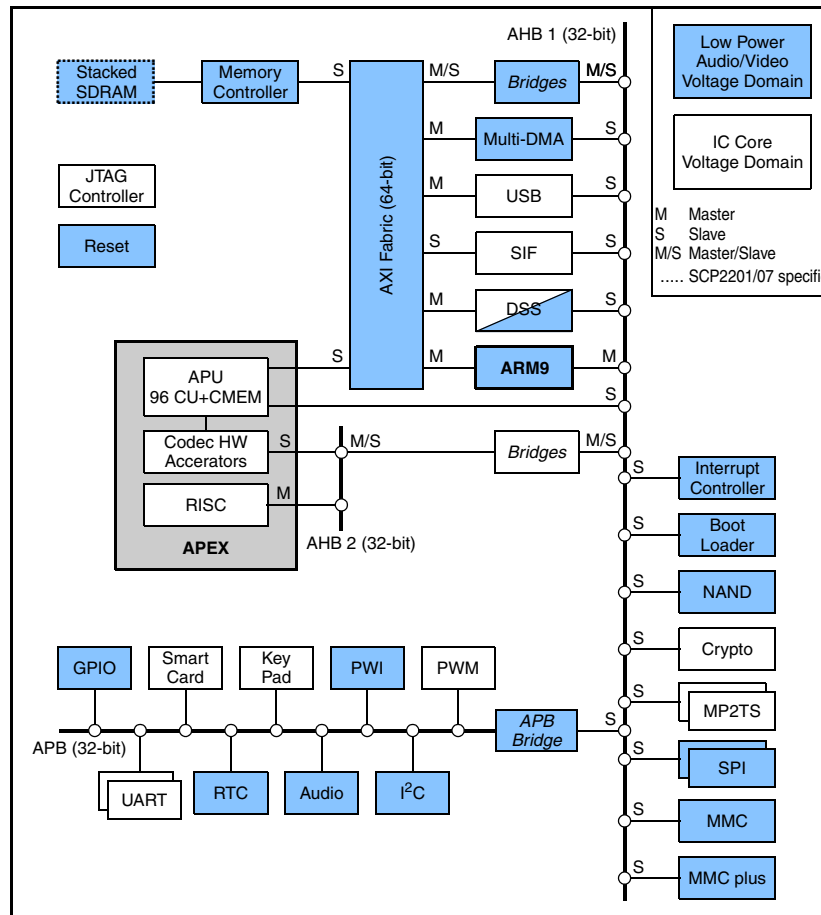 AHB 1 (32-bit)
Stacked
SDRAM
Memory
Controller
S
M/S
Bridges
M/S
Low Power
Audio/Video
Voltage Domain
IC Core
Voltage Domain
M Master
S Slave
M/S Master/Slave
..... SCP2201/07 specifi
JTAG
Controller
Reset
AXI Fabric (64-bit)
M
Multi-DMA
S
M
USB
S
S
SIF
S
M
DSS
S
S
M
ARM9
M
APU
96 CU+CMEM
S
Codec HW
Accerators
S
M/S
Bridges
M/S
RISC
M
APEX
AHB 2 (32-bit)
S
Interrupt
Controller
S
Boot
Loader
S
NAND
S
Crypto
S
MP2TS
S
SPI
S
MMC
S
MMC plus
GPIO
Smart
Card
Key
Pad
PWI
PWM
APB (32-bit)
APB
Bridge
S
UART
RTC
Audio
I²C